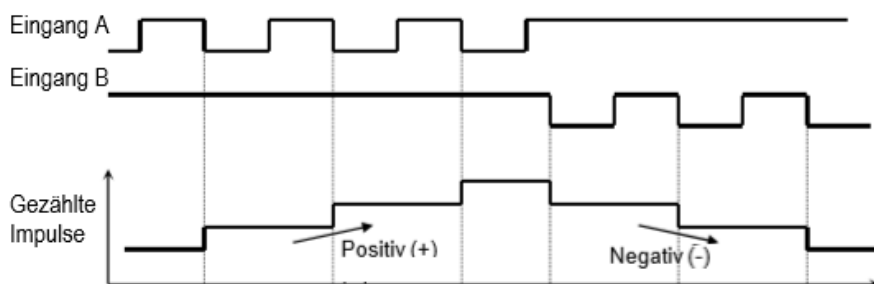 Eingang A
Eingang B
Gezählte
Impulse
Positiv (+)
Negativ (-)